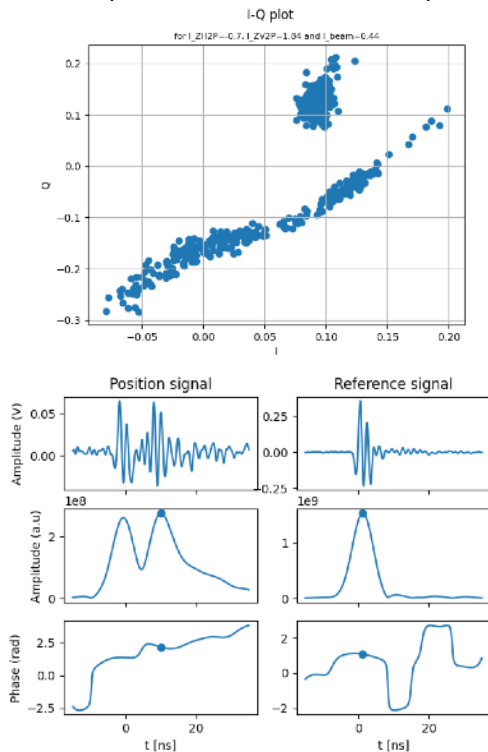 I-Q plot
for I_ZH2P=-0.7, I_ZV2P=1.84 and I_beam=0.44
0.2
0.1
0.0
−0.1
−0.2
−0.3
Q
−0.05
0.00
0.05
0.10
0.15
0.20
I
Position signal
Reference signal
Amplitude (V)
0.05
0.00
0.25
0.00
−0.25
1e8
1e9
Amplitude (a.u)
2
0
1
0
Phase (rad)
2.5
0.0
−2.5
2
0
−2
0
20
0
20
t [ns]
t [ns]